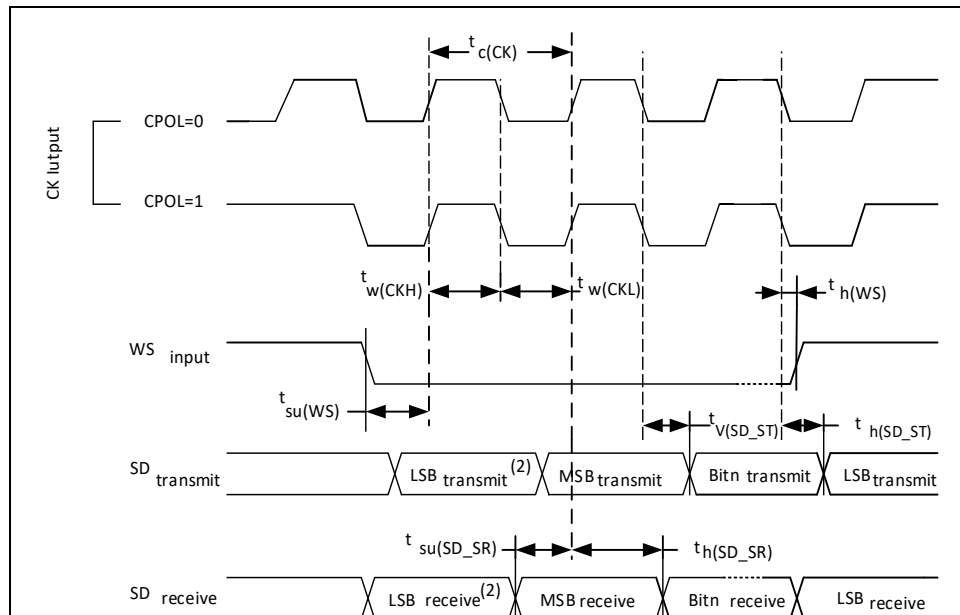 t c(CK)
CK lutput
CPOL=0
CPOL=1
t w(CKH)
t w(CKL)
t h(WS)
WS input
t su(WS)
t V(SD_ST)
t h(SD_ST)
SD transmit
LSB transmit (2)
MSB transmit
Bitn transmit
LSB transmit
t su(SD_SR)
t h(SD_SR)
SD receive
LSB receive (2)
MSB receive
Bitn receive
LSB receive